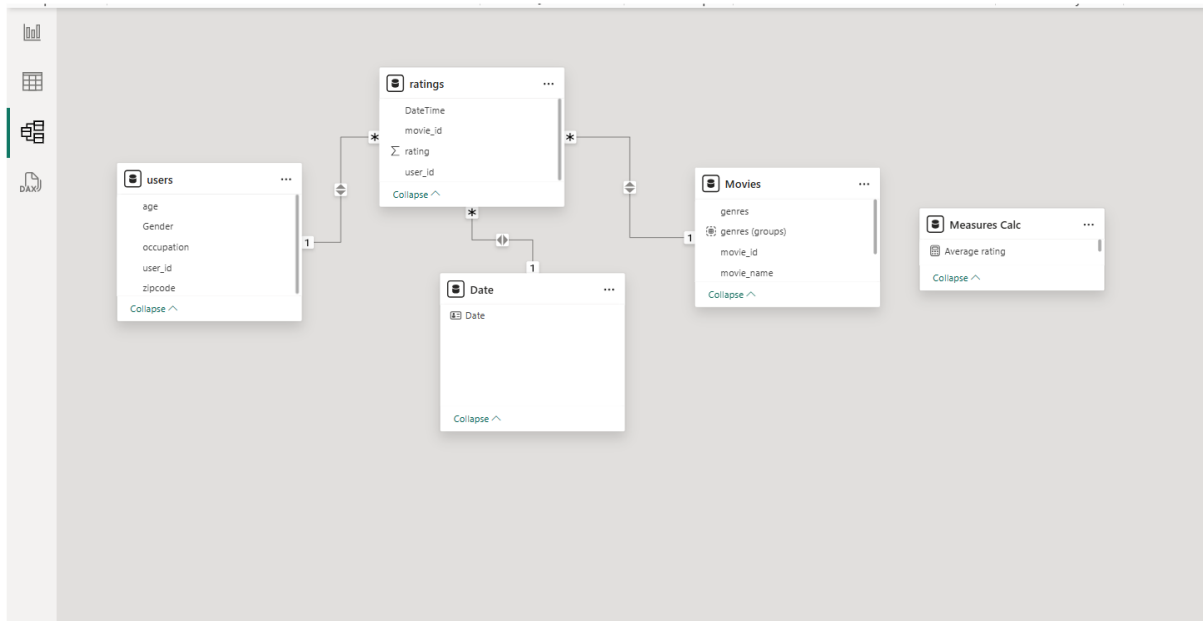 ratings
DateTime
movie_id
rating
user_id
Collapse
users
age
Gender
occupation
user_id
zipcode
Collapse
Movies
genres
genres (groups)
movie_id
movie_name
Collapse
Measures Calc
Average rating
Collapse
Date
Date
Collapse
*
*
*
1
1
1
DAX